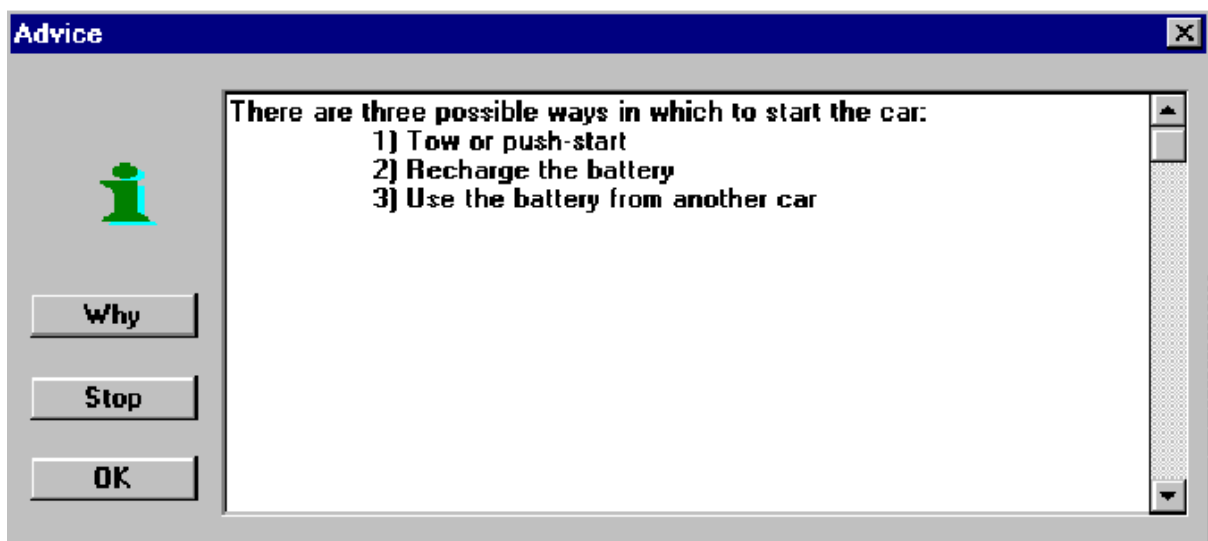 Advice
There are three possible ways in which to start the car:
1) Tow or push-start
2) Recharge the battery
3) Use the battery from another car
Why
Stop
OK